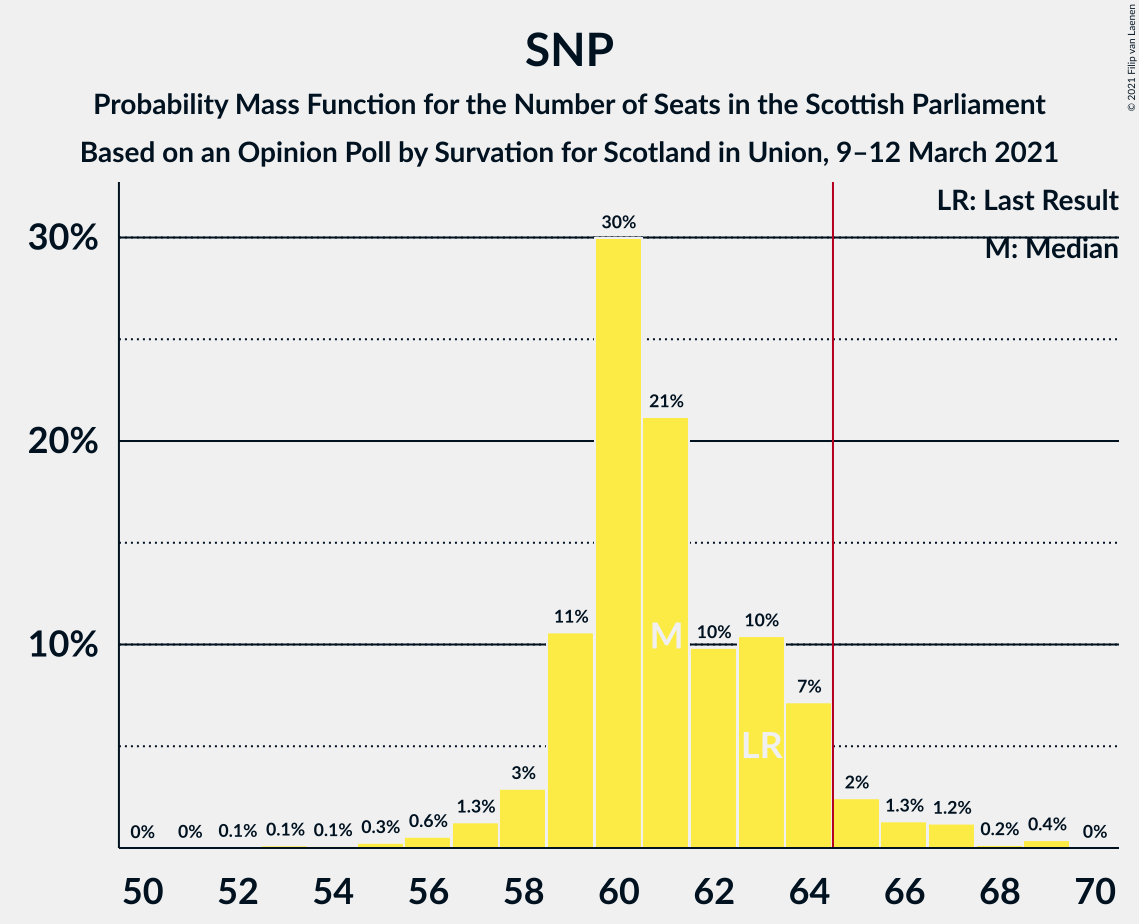 SNP
Probability Mass Function for the Number of Seats in the Scottish Parliament
Based on an Opinion Poll by Survation for Scotland in Union, 9–12 March 2021
© 2021 Filip van Laenen
LR: Last Result
M: Median
30%
20%
10%
0% 0% 0.1% 0.1% 0.1% 0.3% 0.6% 1.3% 3% 11% 30% 21% 10% 10% 7% 2% 1.3% 1.2% 0.2% 0.4% 0%
M
LR
50 52 54 56 58 60 62 64 66 68 70